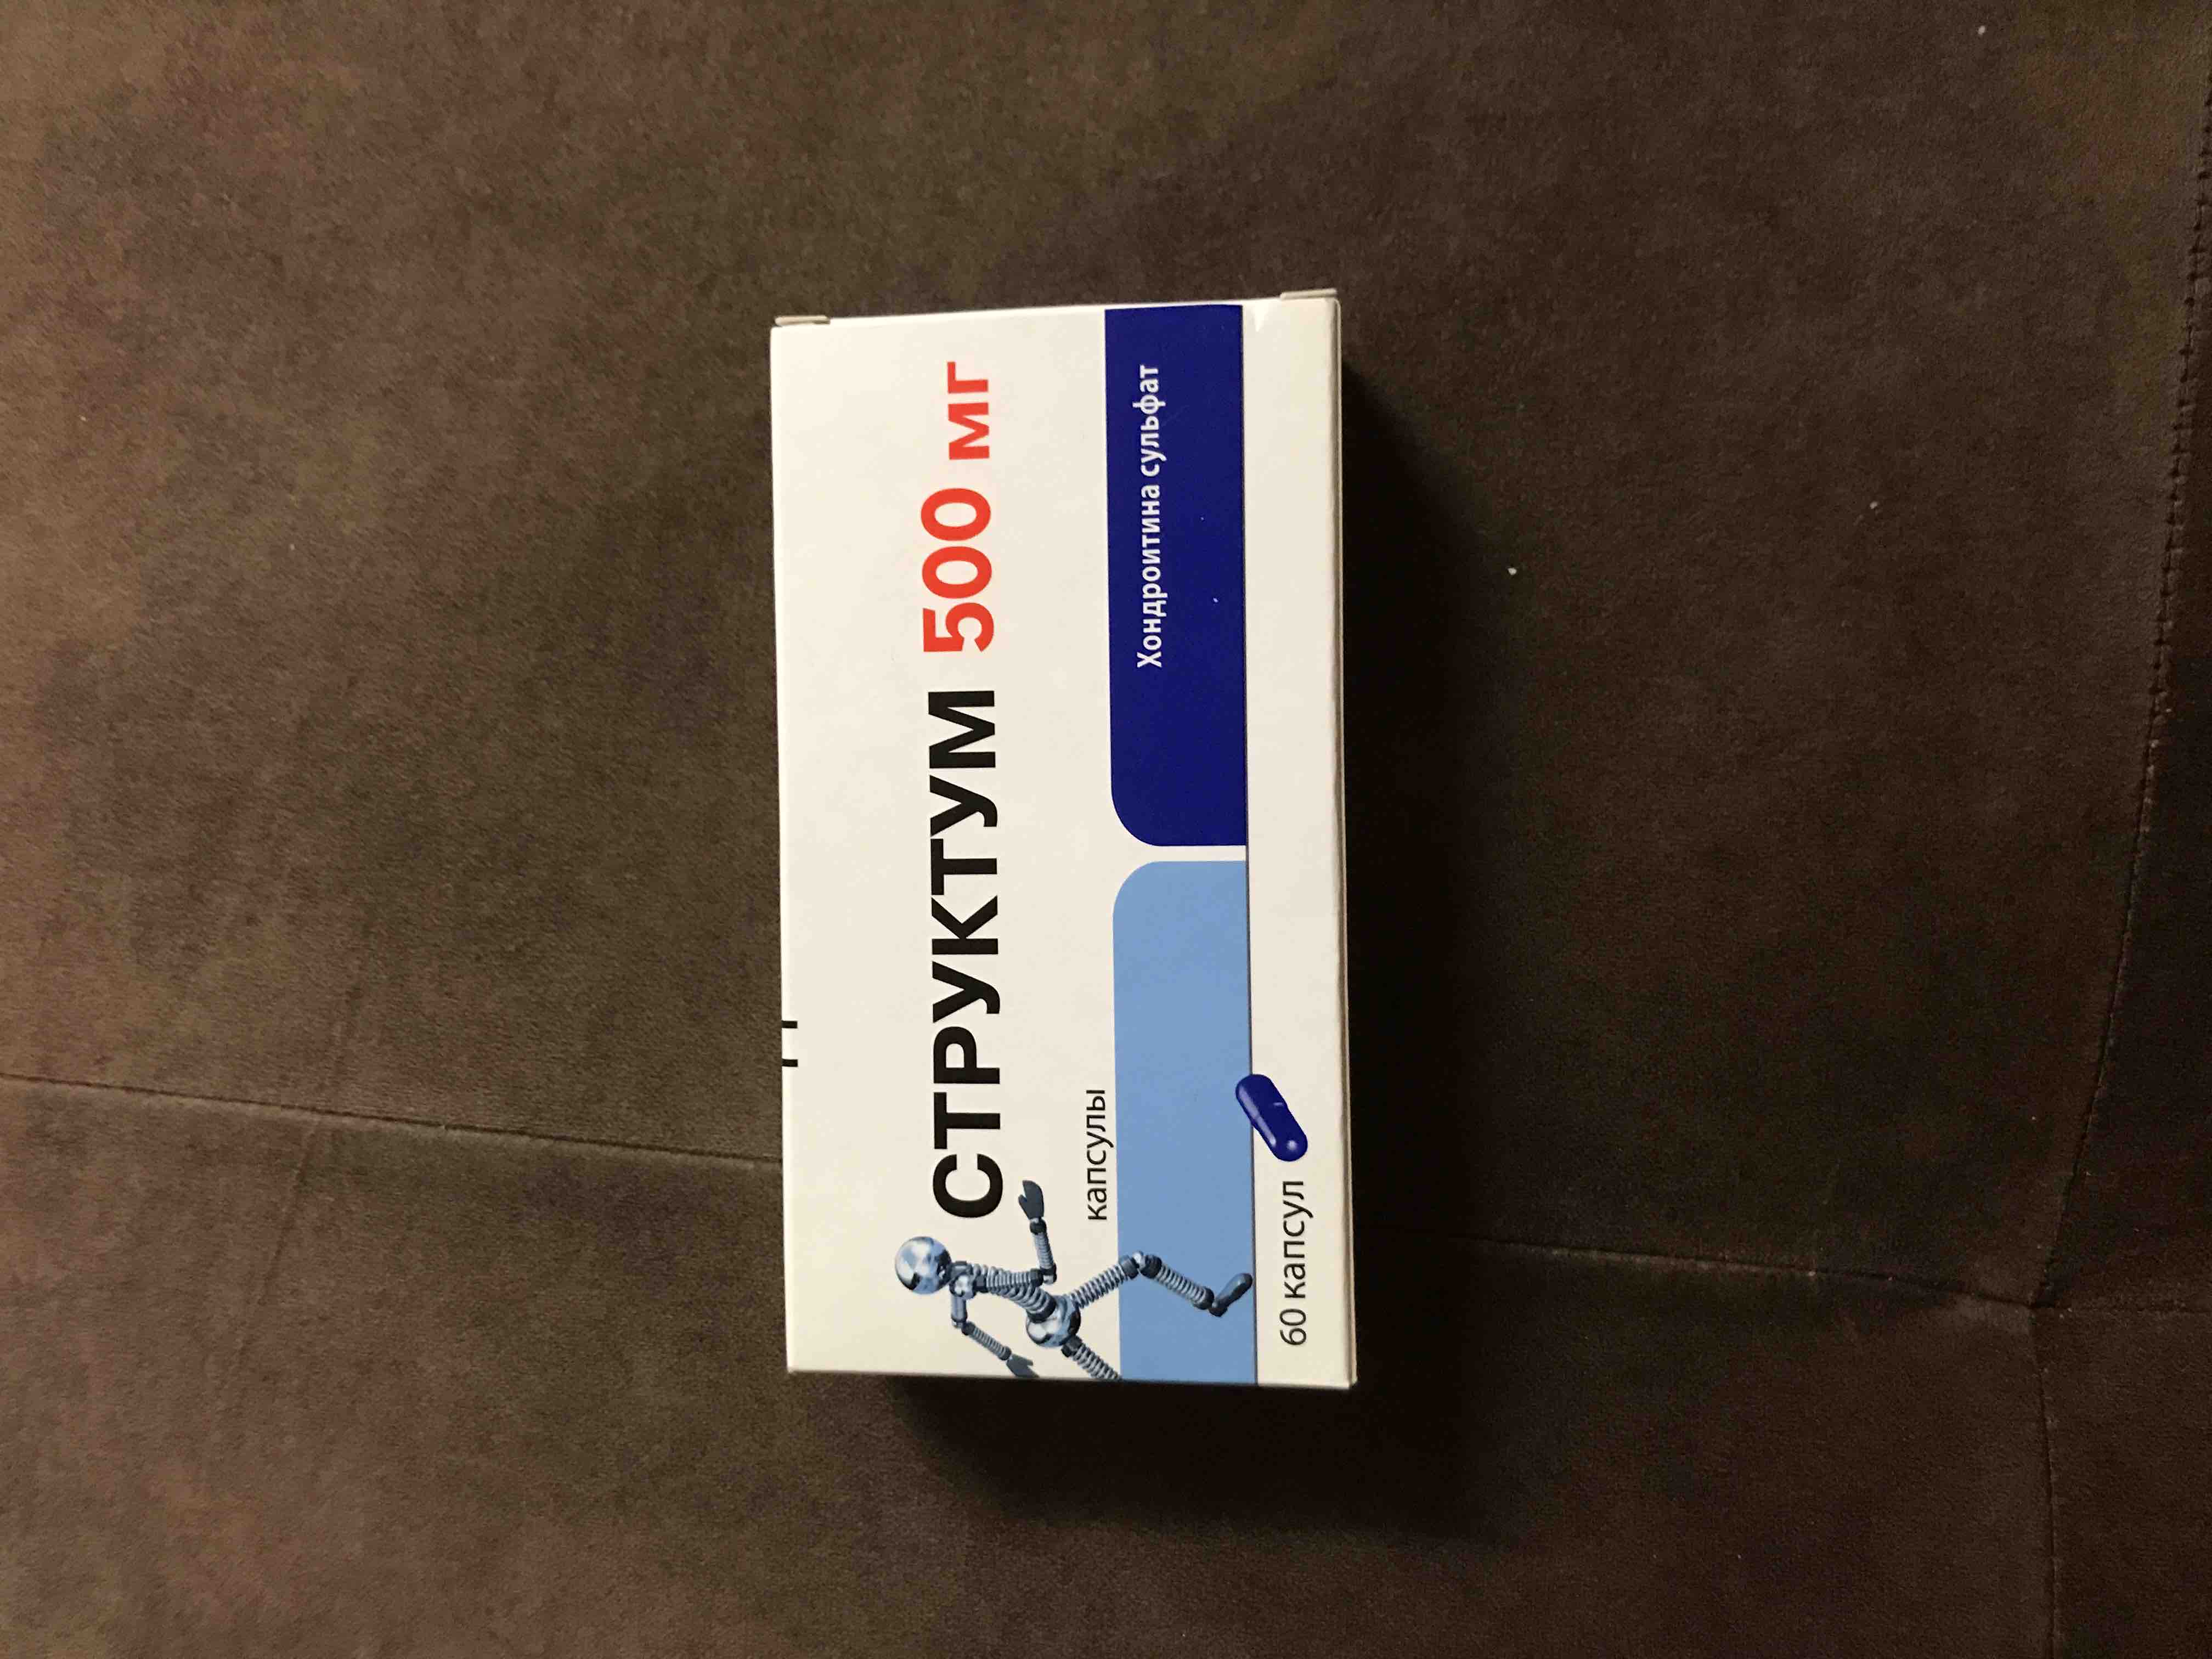 СТРУКТУМ 500 мг
капсулы
Хондроитина сульфат
60 капсул